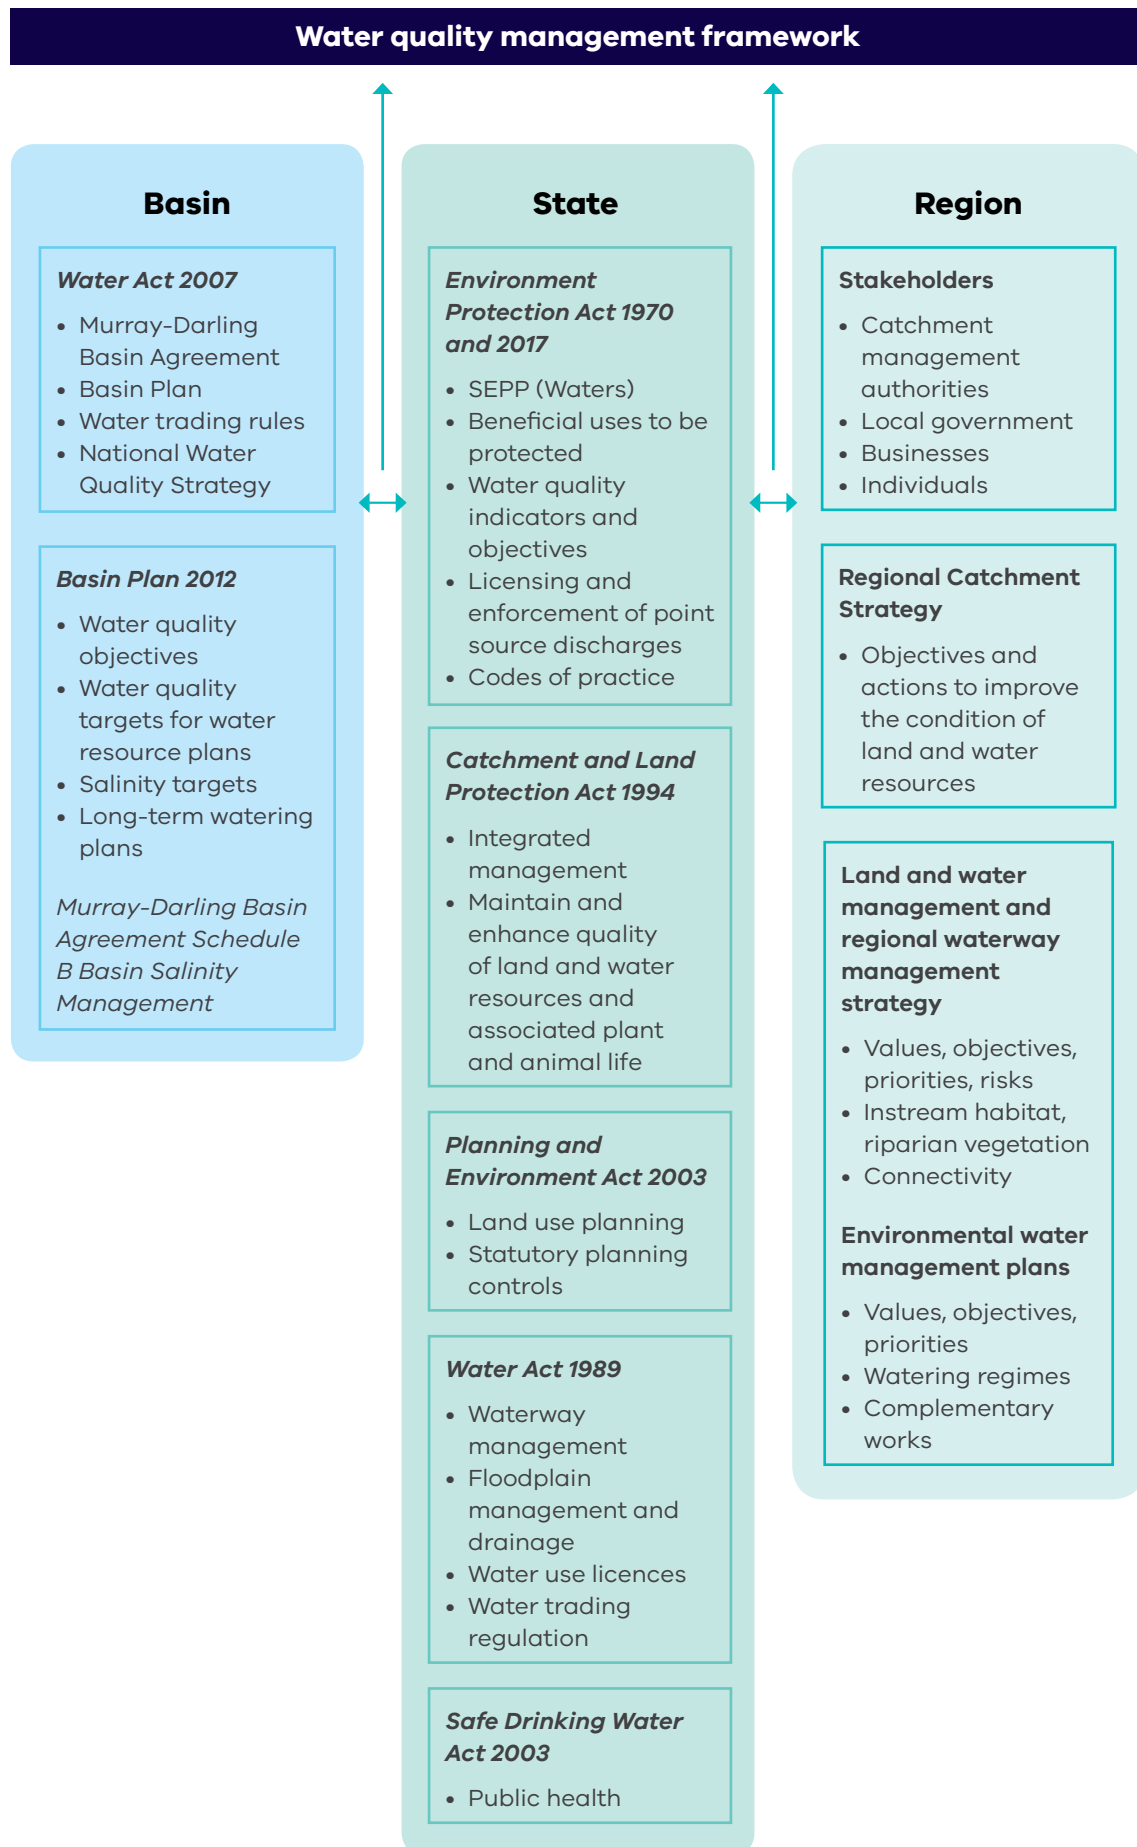 Water quality management framework
Basin
Water Act 2007
• Murray-Darling
Basin Agreement
• Basin Plan
• Water trading rules
• National Water
Quality Strategy
Basin Plan 2012
• Water quality
objectives
• Water quality
targets for water
resource plans
• Salinity targets
• Long-term watering
plans
Murray-Darling Basin
Agreement Schedule
B Basin Salinity
Management
State
Environment
Protection Act 1970
and 2017
• SEPP (Waters)
• Beneficial uses to be
protected
• Water quality
indicators and
objectives
• Licensing and
enforcement of point
source discharges
• Codes of practice
Catchment and Land
Protection Act 1994
• Integrated
management
• Maintain and
enhance quality
of land and water
resources and
associated plant
and animal life
Planning and
Environment Act 2003
• Land use planning
• Statutory planning
controls
Water Act 1989
• Waterway
management
• Floodplain
management and
drainage
• Water use licences
• Water trading
regulation
Safe Drinking Water
Act 2003
• Public health
Region
Stakeholders
• Catchment
management
authorities
• Local government
• Businesses
• Individuals
Regional Catchment
Strategy
• Objectives and
actions to improve
the condition of
land and water
resources
Land and water
management and
regional waterway
management
strategy
• Values, objectives,
priorities, risks
• Instream habitat,
riparian vegetation
• Connectivity
Environmental water
management plans
• Values, objectives,
priorities
• Watering regimes
• Complementary
works